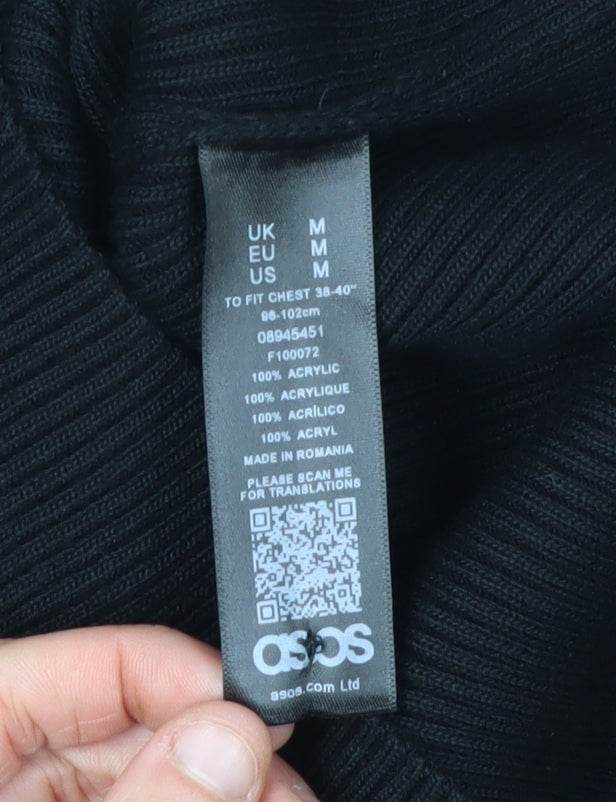 UK M
EU M
US M
TO FIT CHEST 38-40"
96-102cm
08945451
F100072
100% ACRYLIC
100% ACRYLIQUE
100% ACRÍLICO
100% ACRYL
MADE IN ROMANIA
PLEASE SCAN ME
FOR TRANSLATIONS
asos
asos.com Ltd